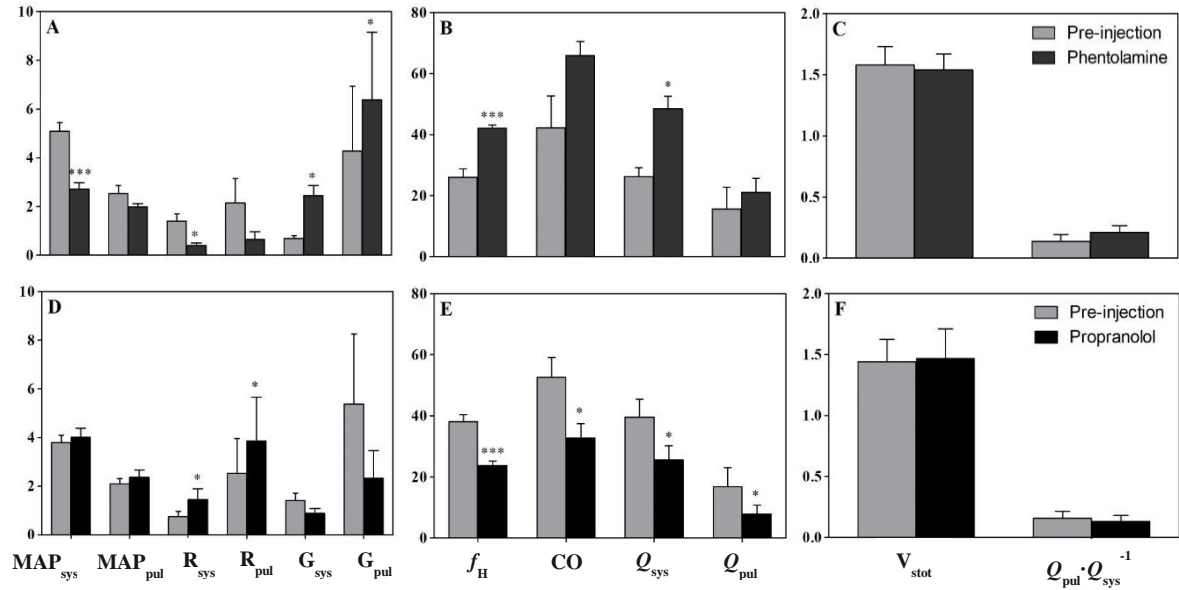 A
10
8
6
4
2
0
***
*
*
*
B
80
60
40
20
0
***
*
C
2.0
1.5
1.0
0.5
0.0
Pre-injection
Phentolamine
D
10
8
6
4
2
0
*
*
E
80
60
40
20
0
***
*
*
*
F
2.0
1.5
1.0
0.5
0.0
Pre-injection
Propranolol
MAPsys
MAPpul
Rsys
Rpul
Gsys
Gpul
fH
CO
Qsys
Qpul
Vstot
Qpul·Qsys⁻¹